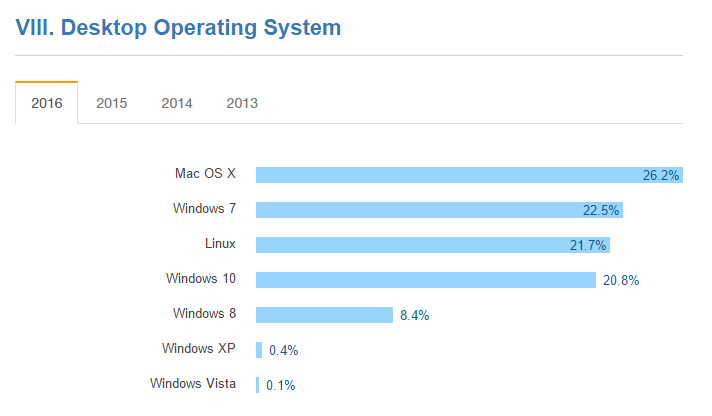 VIII. Desktop Operating System
2016 2015 2014 2013
Mac OS X 26.2%
Windows 7 22.5%
Linux 21.7%
Windows 10 20.8%
Windows 8 8.4%
Windows XP 0.4%
Windows Vista 0.1%